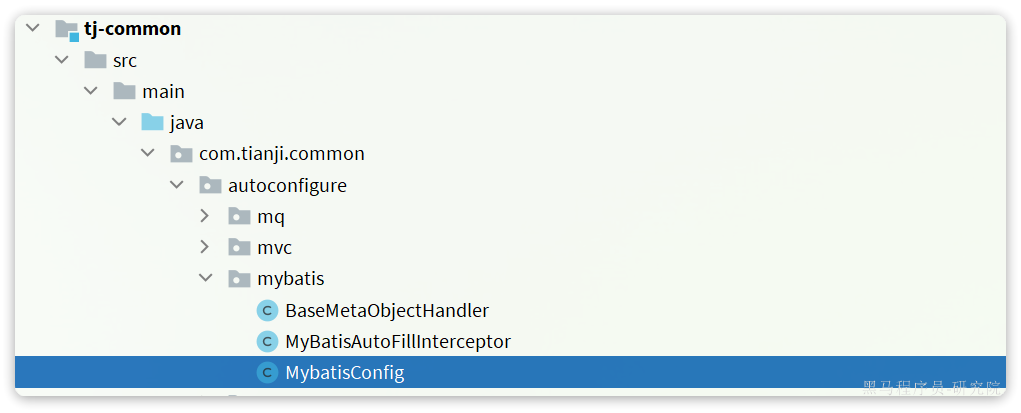 tj-common
src
main
java
com.tianji.common
autoconfigure
mq
mvc
mybatis
C BaseMetaObjectHandler
C MyBatisAutoFillInterceptor
C MybatisConfig
黑马程序员-研究院